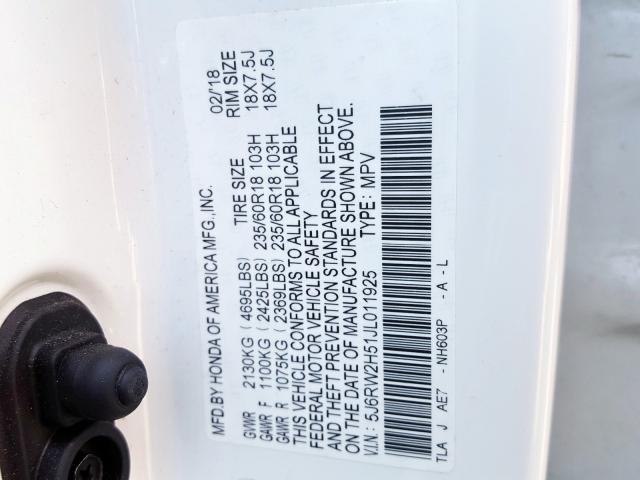 MFD.BY HONDA OF AMERICA MFG.,INC. 02/'18
TIRE SIZE RIM SIZE
GVWR 2130KG (4695LBS)
GAWR F 1100KG (2425LBS) 235/60R18 103H 18X7.5J
GAWR R 1075KG (2369LBS) 235/60R18 103H 18X7.5J
THIS VEHICLE CONFORMS TO ALL APPLICABLE
FEDERAL MOTOR VEHICLE SAFETY
AND THEFT PREVENTION STANDARDS IN EFFECT
ON THE DATE OF MANUFACTURE SHOWN ABOVE.
V.I.N.: 5J6RW2H51JL011925 TYPE: MPV
TLA J AE7 -NH603P -A-L